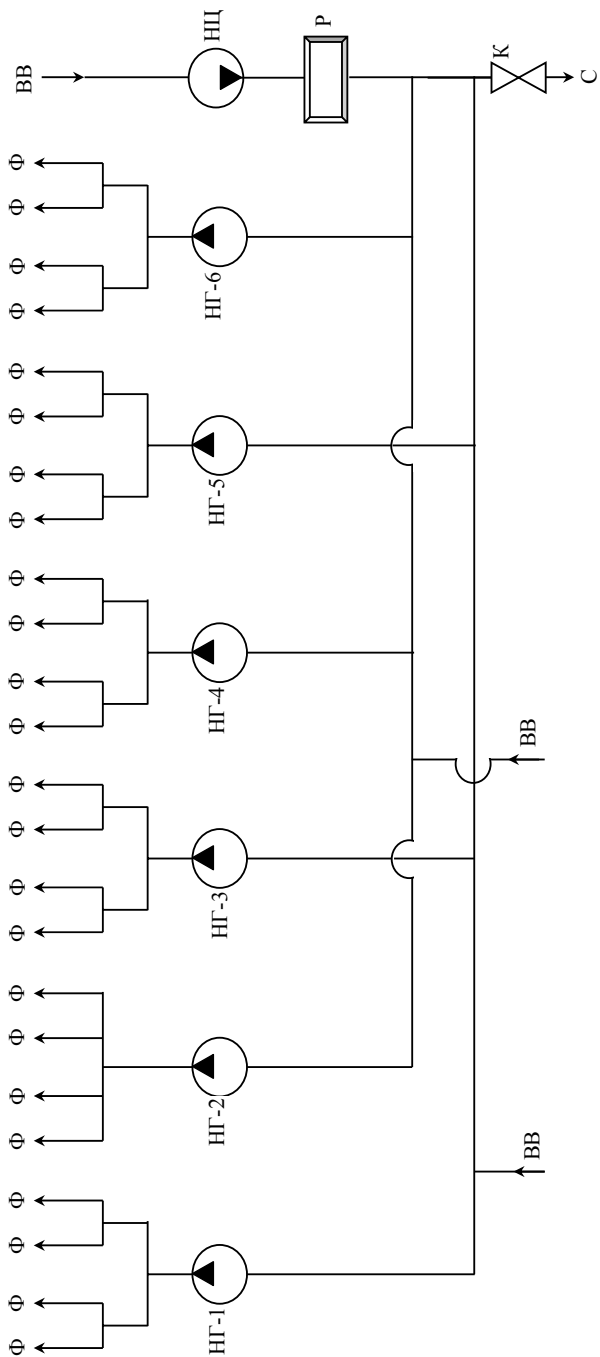 Ф Ф Ф Ф Ф Ф Ф Ф Ф Ф Ф Ф Ф Ф Ф Ф Ф Ф Ф Ф Ф Ф Ф Ф ВВ
НГ-1 НГ-2 НГ-3 НГ-4 НГ-5 НГ-6 НЦ
Р
К
ВВ ВВ
С